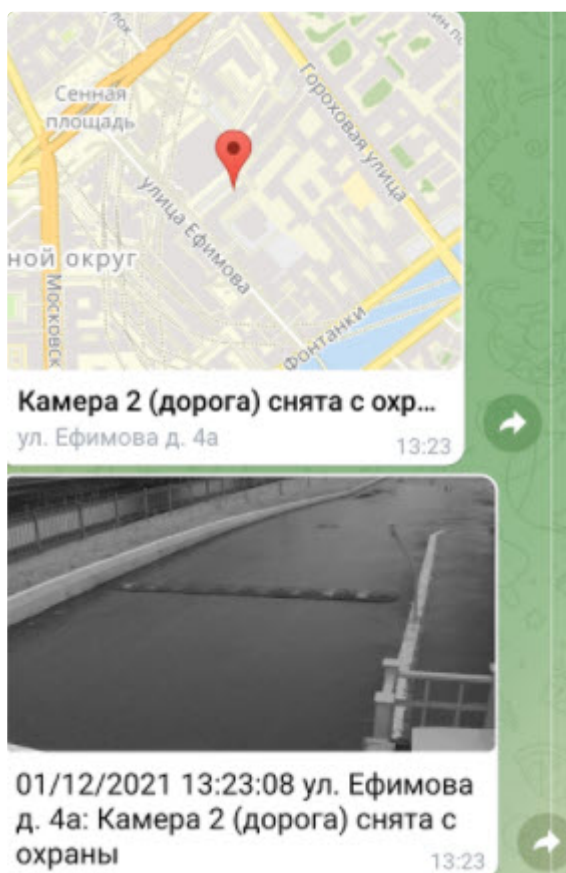 Сенная
площадь
Гороховая улица
улица Ефимова
ной округ
Московск
Фонтанки
Камера 2 (дорога) снята с охр...
ул. Ефимова д. 4а
13:23
01/12/2021 13:23:08 ул. Ефимова
д. 4а: Камера 2 (дорога) снята с
охраны
13:23